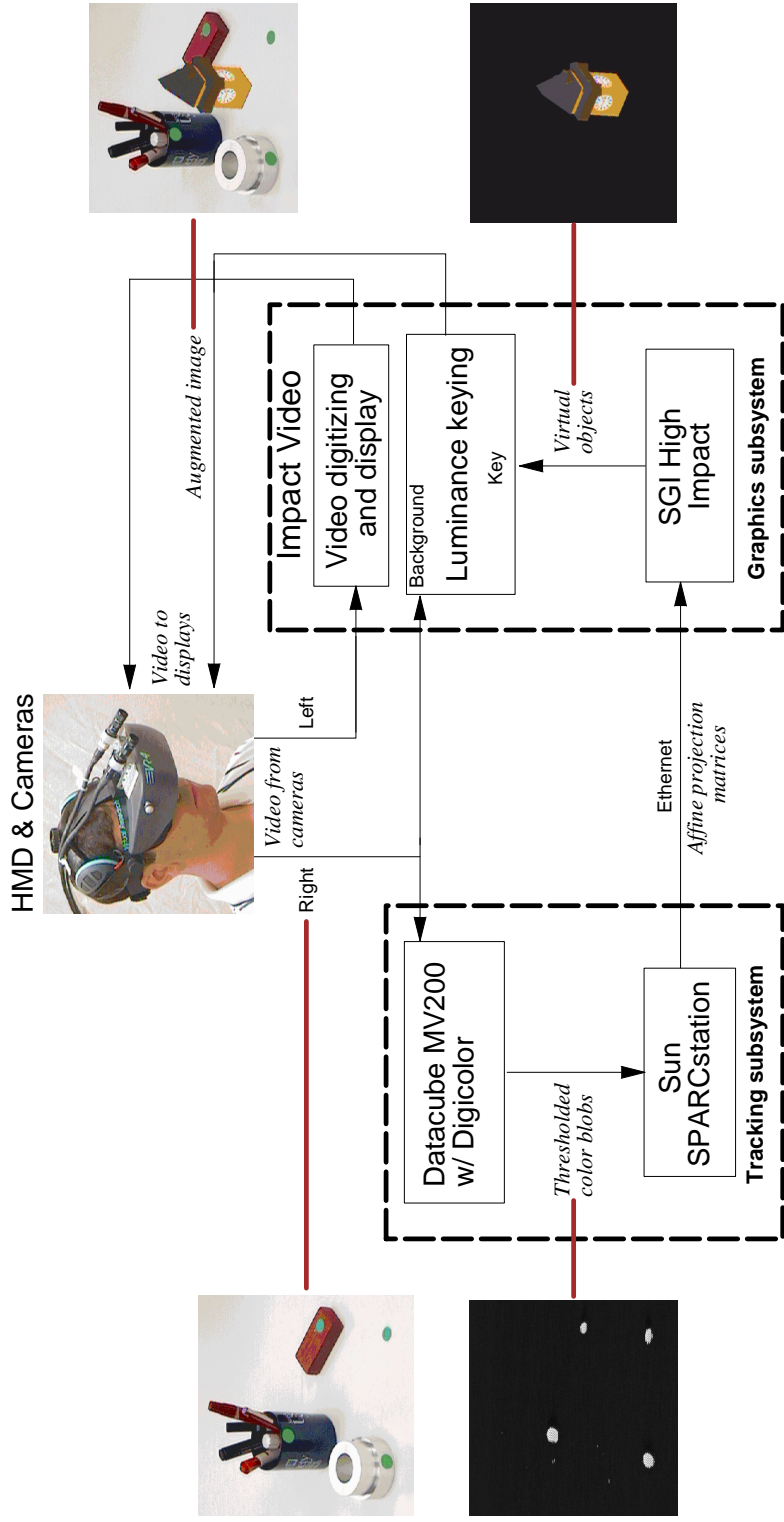 HMD & Cameras
Video to
displays
Augmented image
Right
Video from
cameras
Left
Datacube MV200
w/ Digicolor
Thresholded
color blobs
Sun
SPARCstation
Tracking subsystem
Ethernet
Affine projection
matrices
Impact Video
Video digitizing
and display
Background
Luminance keying
Key
Virtual
objects
SGI High
Impact
Graphics subsystem